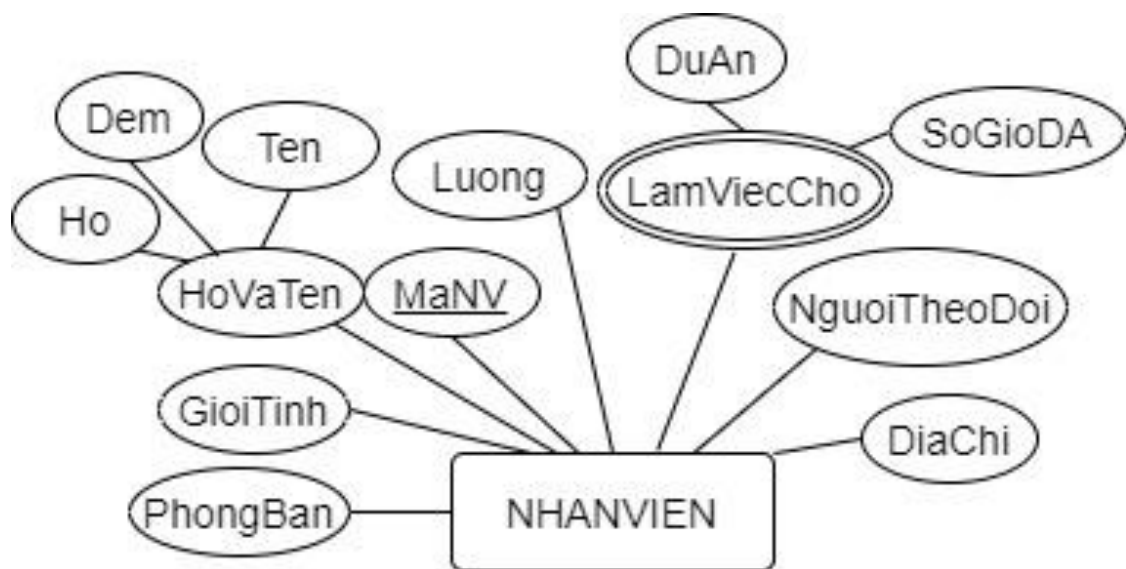 DuAn
Dem
Ten
SoGioDA
Luong
LamViecCho
Ho
HoVaTen
MaNV
NguoiTheoDoi
GioiTinh
DiaChi
PhongBan
NHANVIEN